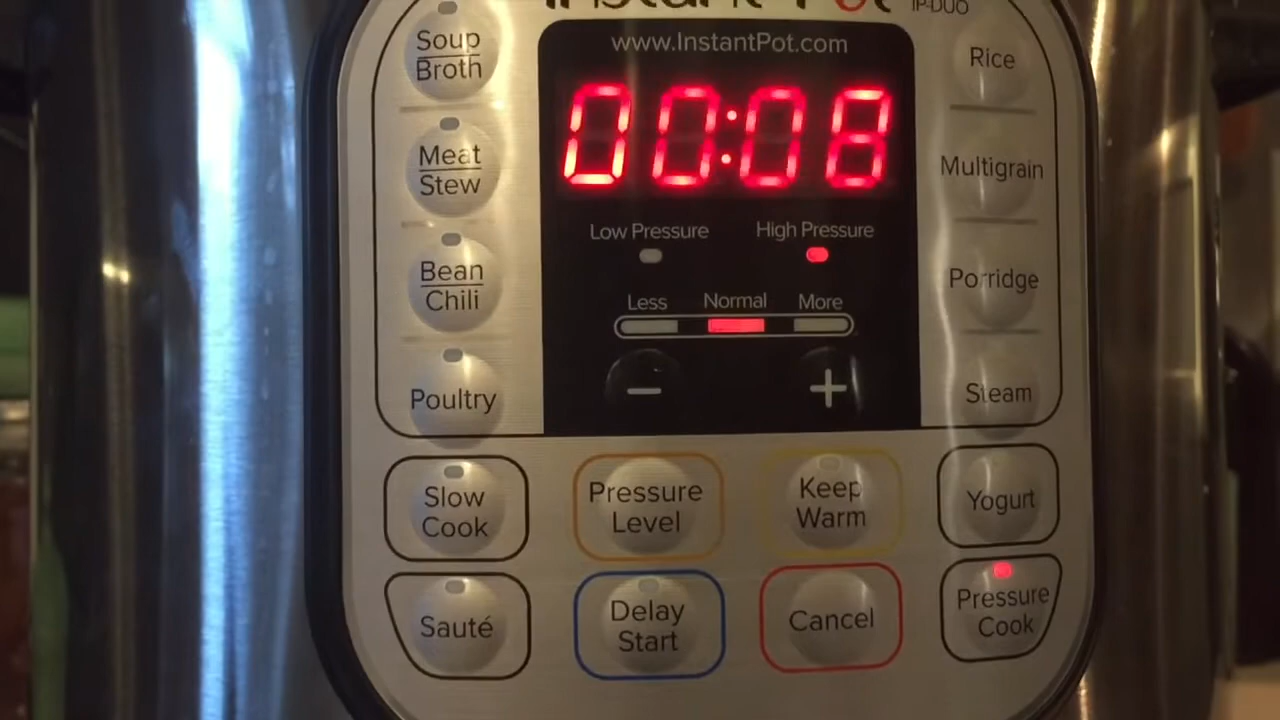 Instant Pot IP-DUO
www.InstantPot.com
00:08
Low Pressure
High Pressure
Less
Normal
More
−
+
Soup
Broth
Meat
Stew
Bean
Chili
Poultry
Rice
Multigrain
Porridge
Steam
Slow
Cook
Pressure
Level
Keep
Warm
Yogurt
Sauté
Delay
Start
Cancel
Pressure
Cook